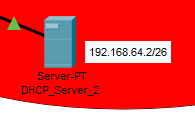 192.168.64.2/26
Server-PT
DHCP_Server_2